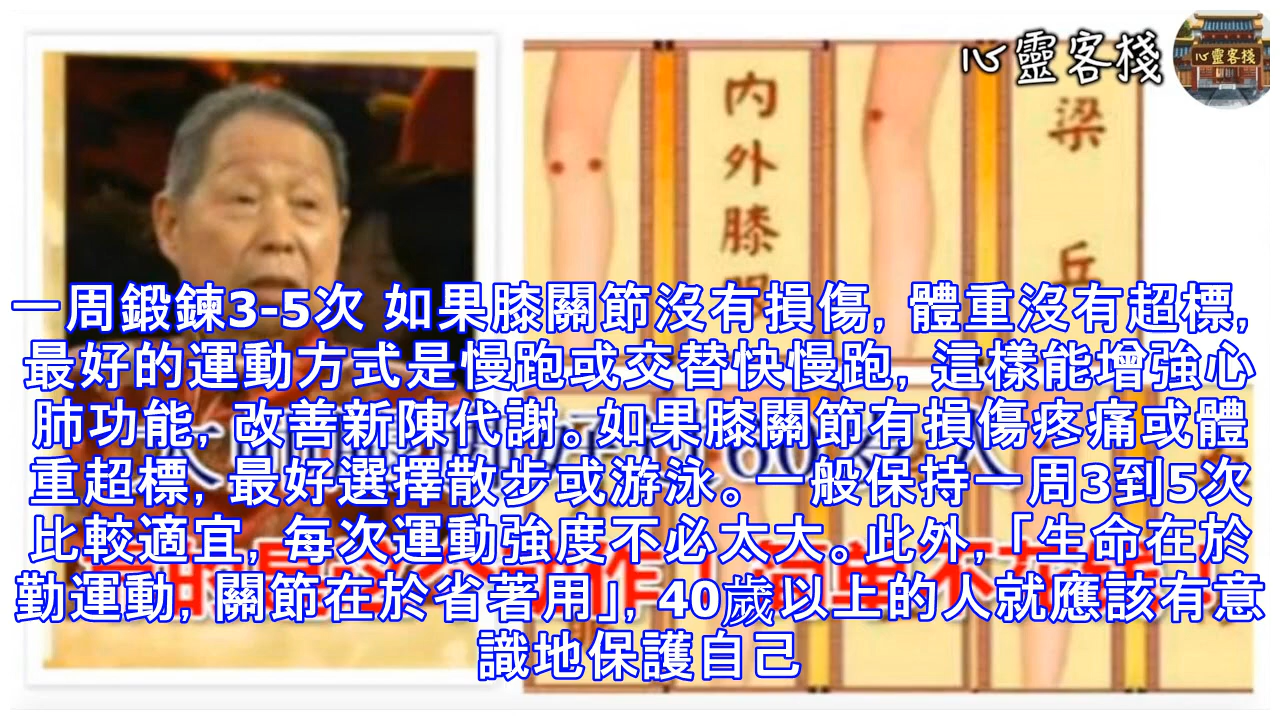 心靈客棧
心靈客棧
内外膝眼
梁丘
一周鍛鍊3-5次 如果膝關節沒有損傷, 體重沒有超標,
最好的運動方式是慢跑或交替快慢跑, 這樣能增強心
肺功能, 改善新陳代謝。如果膝關節有損傷疼痛或體
重超標, 最好選擇散步或游泳。一般保持一周3到5次
比較適宜, 每次運動強度不必太大。此外,「生命在於
勤運動, 關節在於省著用」, 40歲以上的人就應該有意
識地保護自己